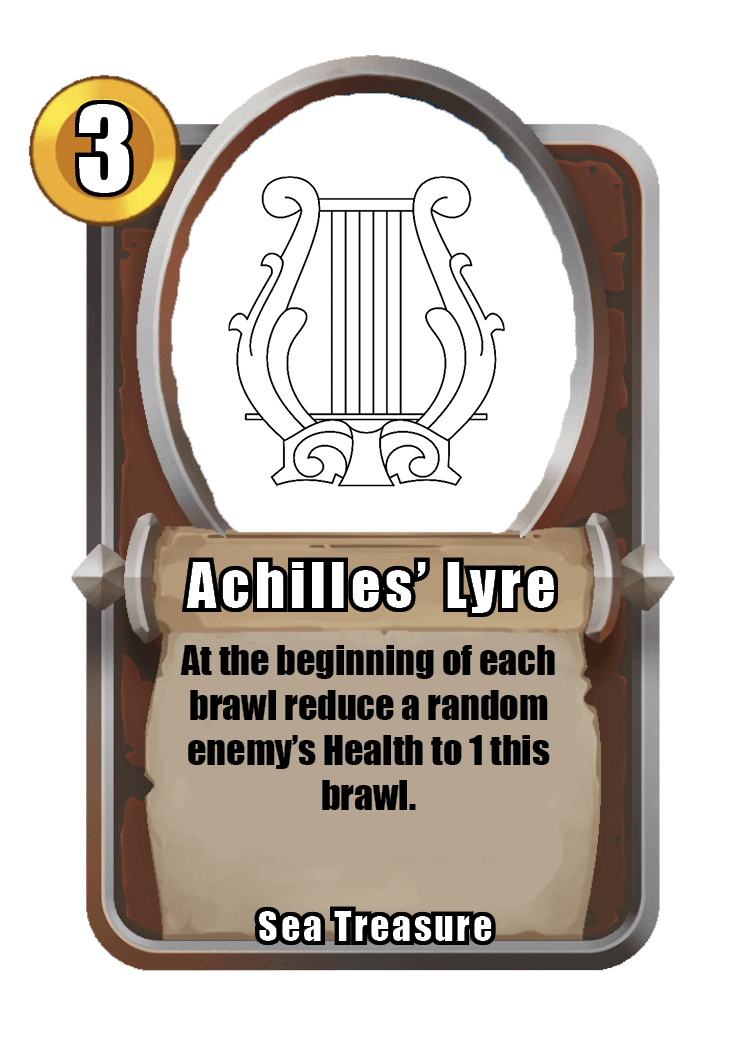 3
Achilles’ Lyre
At the beginning of each
brawl reduce a random
enemy’s Health to 1 this
brawl.
Sea Treasure